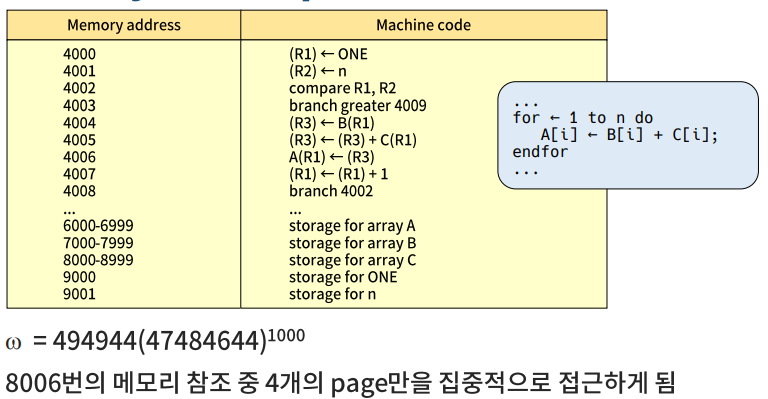 Memory address Machine code
4000 (R1) ← ONE
4001 (R2) ← n
4002 compare R1, R2
4003 branch greater 4009
4004 (R3) ← B(R1)
4005 (R3) ← (R3) + C(R1)
4006 A(R1) ← (R3)
4007 (R1) ← (R1) + 1
4008 branch 4002
... ...
6000-6999 storage for array A
7000-7999 storage for array B
8000-8999 storage for array C
9000 storage for ONE
9001 storage for n
...
for ← 1 to n do
A[i] ← B[i] + C[i];
endfor
...
ω = 494944(47484644)¹⁰⁰⁰
8006번의 메모리 참조 중 4개의 page만을 집중적으로 접근하게 됨